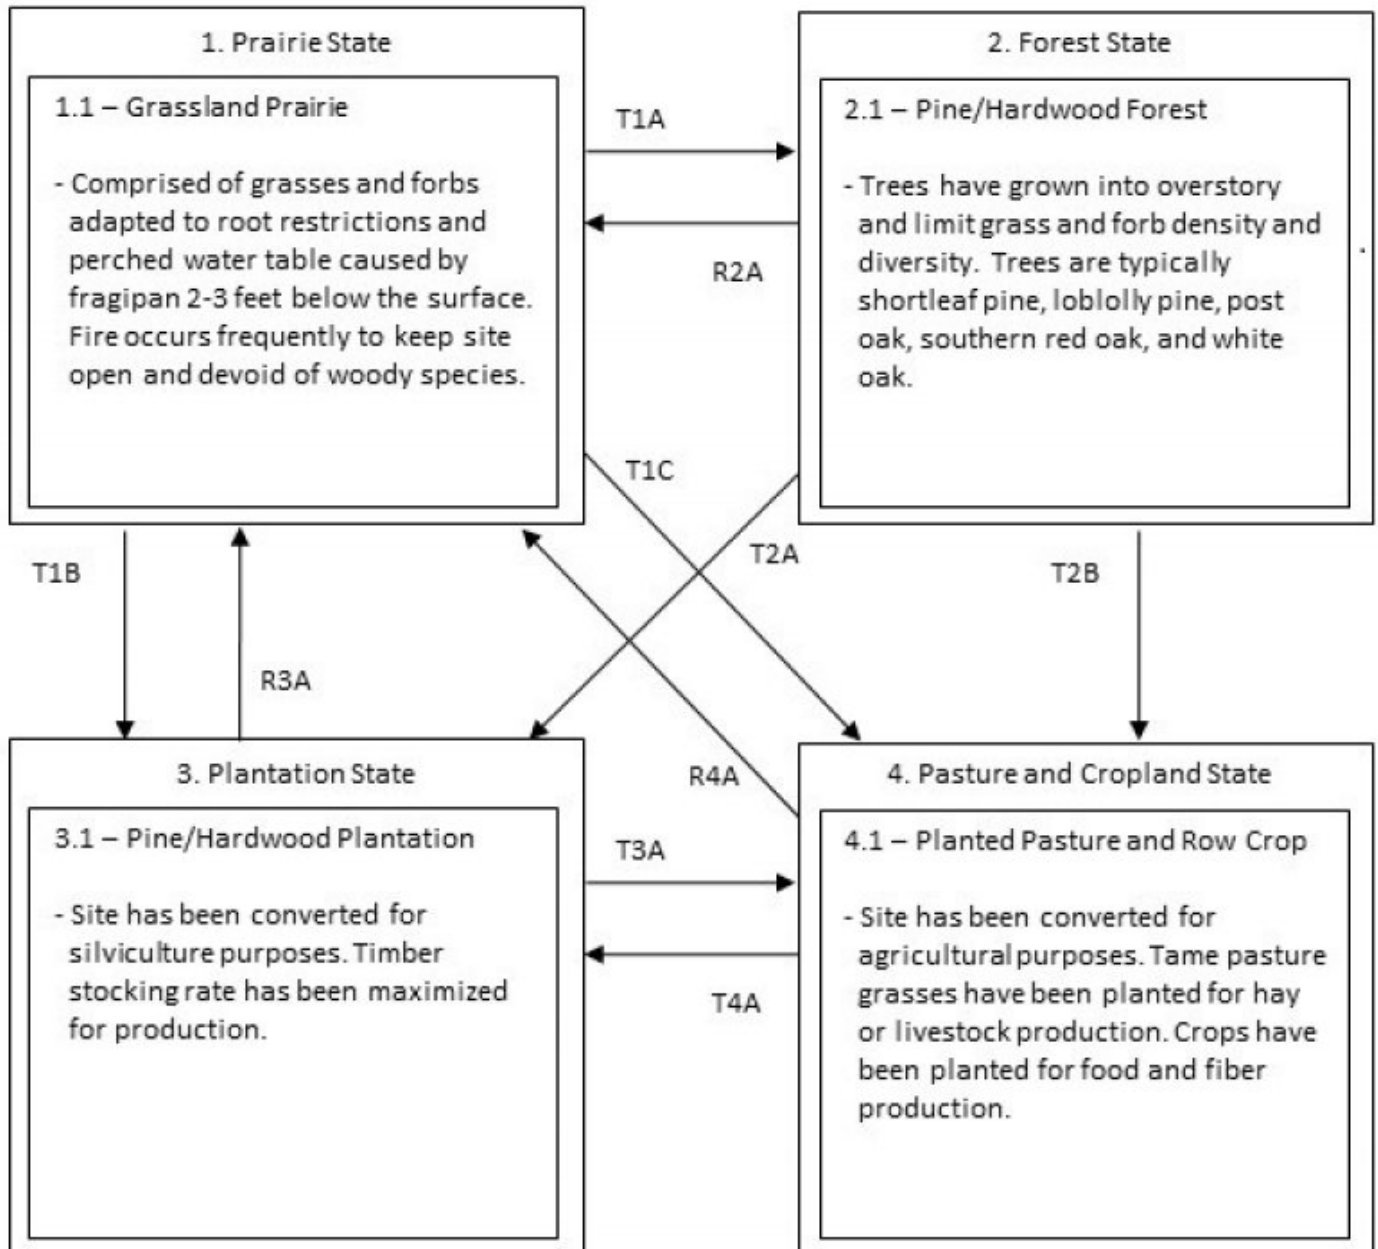 1. Prairie State
1.1 – Grassland Prairie
- Comprised of grasses and forbs
adapted to root restrictions and
perched water table caused by
fragipan 2-3 feet below the surface.
Fire occurs frequently to keep site
open and devoid of woody species.
T1A
R2A
2. Forest State
2.1 – Pine/Hardwood Forest
- Trees have grown into overstory
and limit grass and forb density and
diversity. Trees are typically
shortleaf pine, loblolly pine, post
oak, southern red oak, and white
oak.
T1C
T2A
T1B
T2B
R3A
R4A
3. Plantation State
3.1 – Pine/Hardwood Plantation
- Site has been converted for
silviculture purposes. Timber
stocking rate has been maximized
for production.
T3A
T4A
4. Pasture and Cropland State
4.1 – Planted Pasture and Row Crop
- Site has been converted for
agricultural purposes. Tame pasture
grasses have been planted for hay
or livestock production. Crops have
been planted for food and fiber
production.